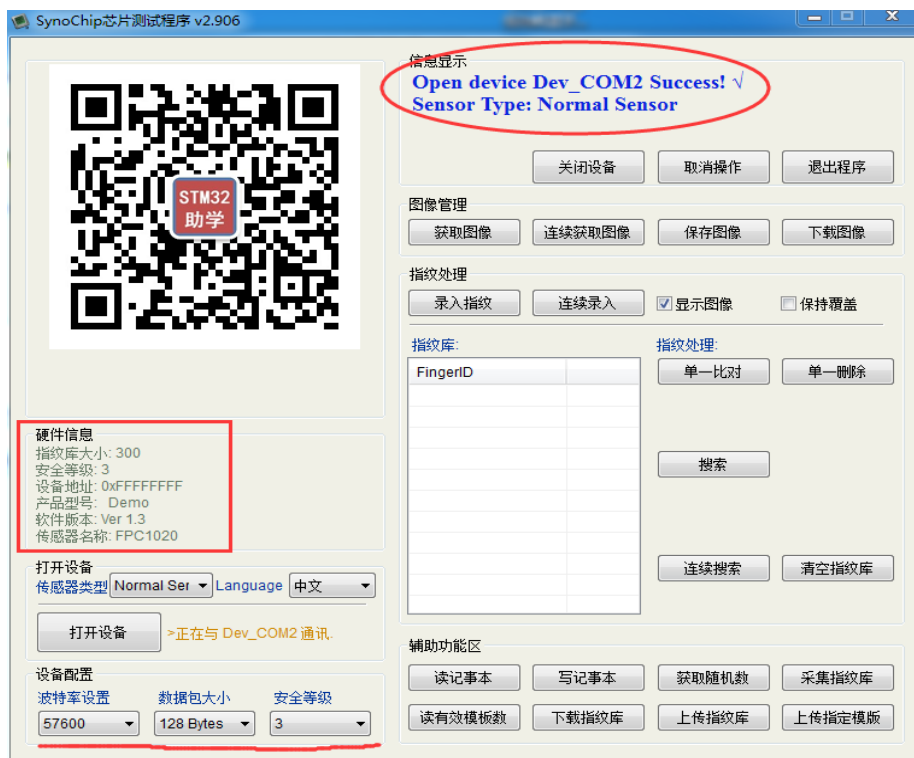 SynoChip芯片测试程序 v2.906
STM32
助学
硬件信息
指纹库大小: 300
安全等级: 3
设备地址: 0xFFFFFFFF
产品型号: Demo
软件版本: Ver 1.3
传感器名称: FPC1020
打开设备
传感器类型 Normal Ser Language 中文
打开设备 >正在与 Dev_COM2 通讯.
设备配置
波特率设置 数据包大小 安全等级
57600 128 Bytes 3
信息显示
Open device Dev_COM2 Success! √
Sensor Type: Normal Sensor
关闭设备 取消操作 退出程序
图像管理
获取图像 连续获取图像 保存图像 下载图像
指纹处理
录入指纹 连续录入 显示图像 保持覆盖
指纹库: 指纹处理:
FingerID 单一比对 单一删除
搜索
连续搜索 清空指纹库
辅助功能区
读记事本 写记事本 获取随机数 采集指纹库
读有效模板数 下载指纹库 上传指纹库 上传指定模版